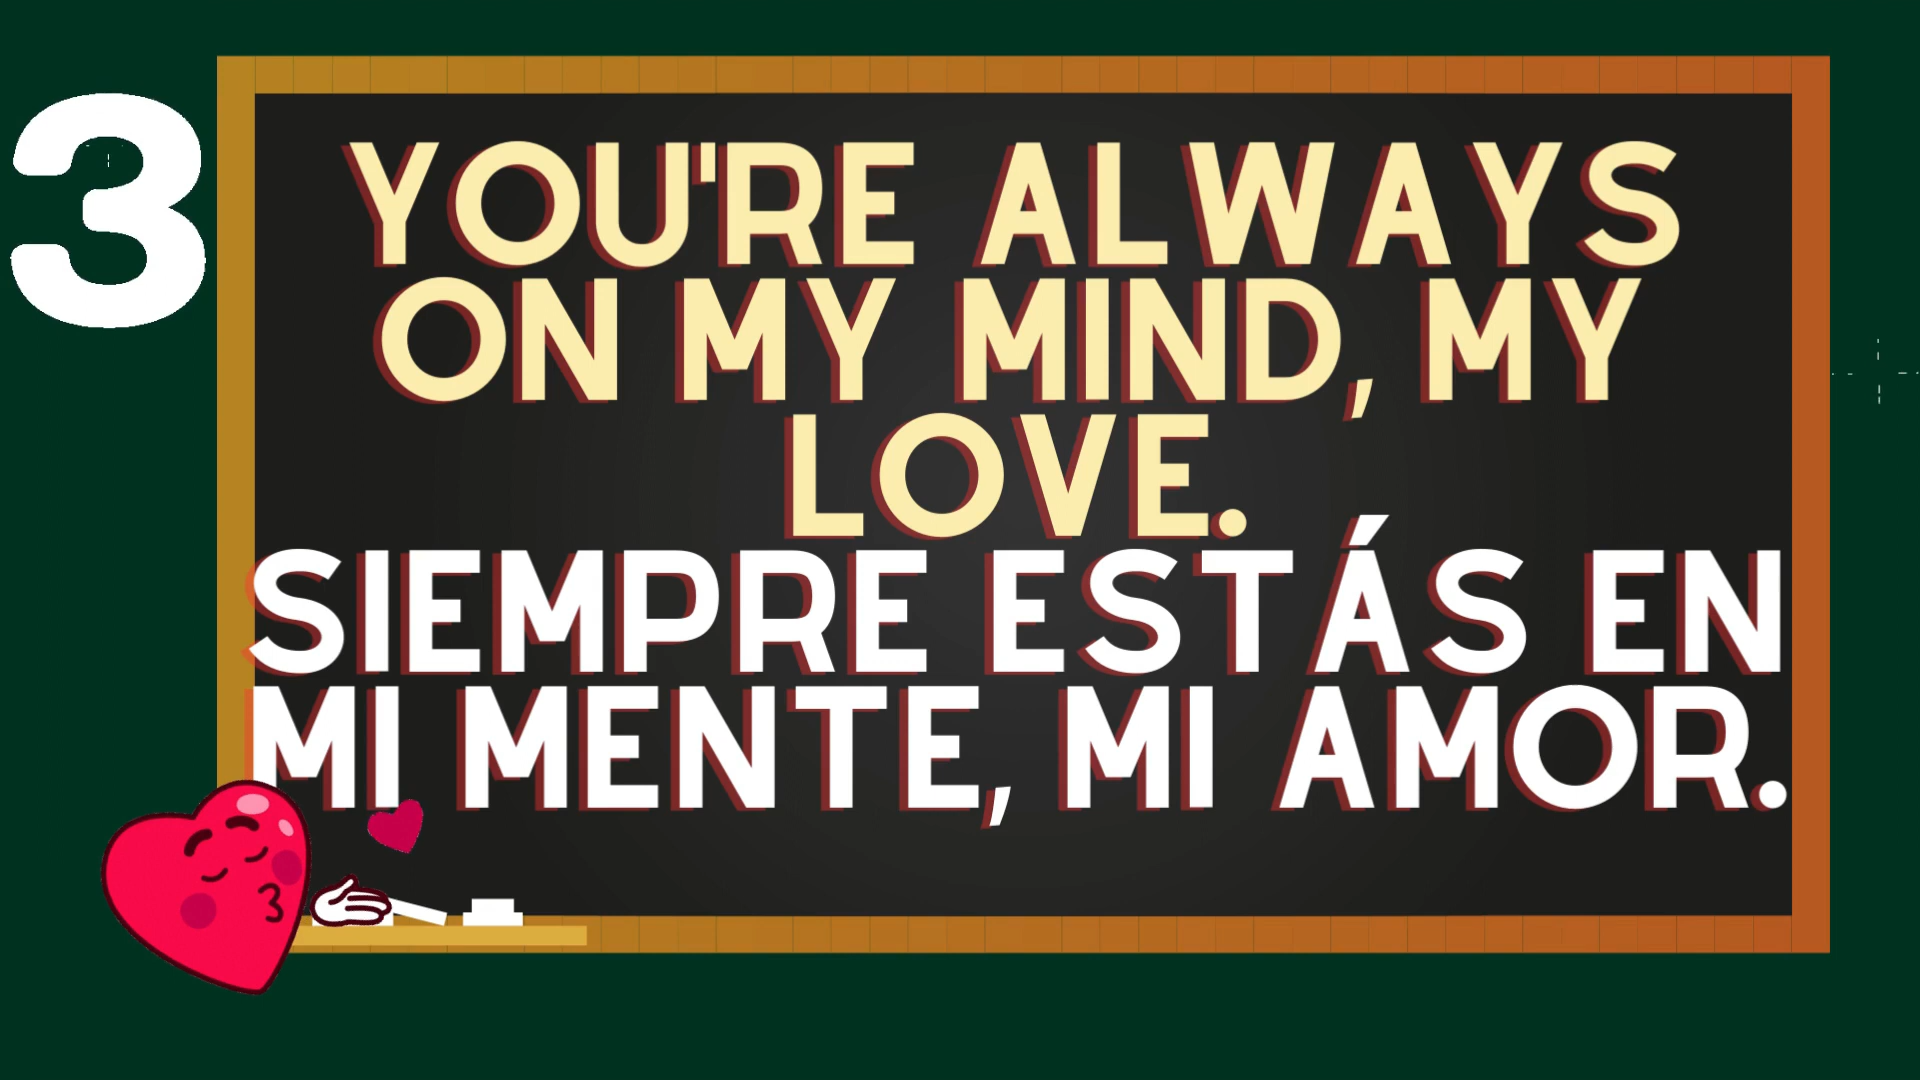 3
YOU'RE ALWAYS
ON MY MIND, MY
LOVE.
SIEMPRE ESTÁS EN
MI MENTE, MI AMOR.